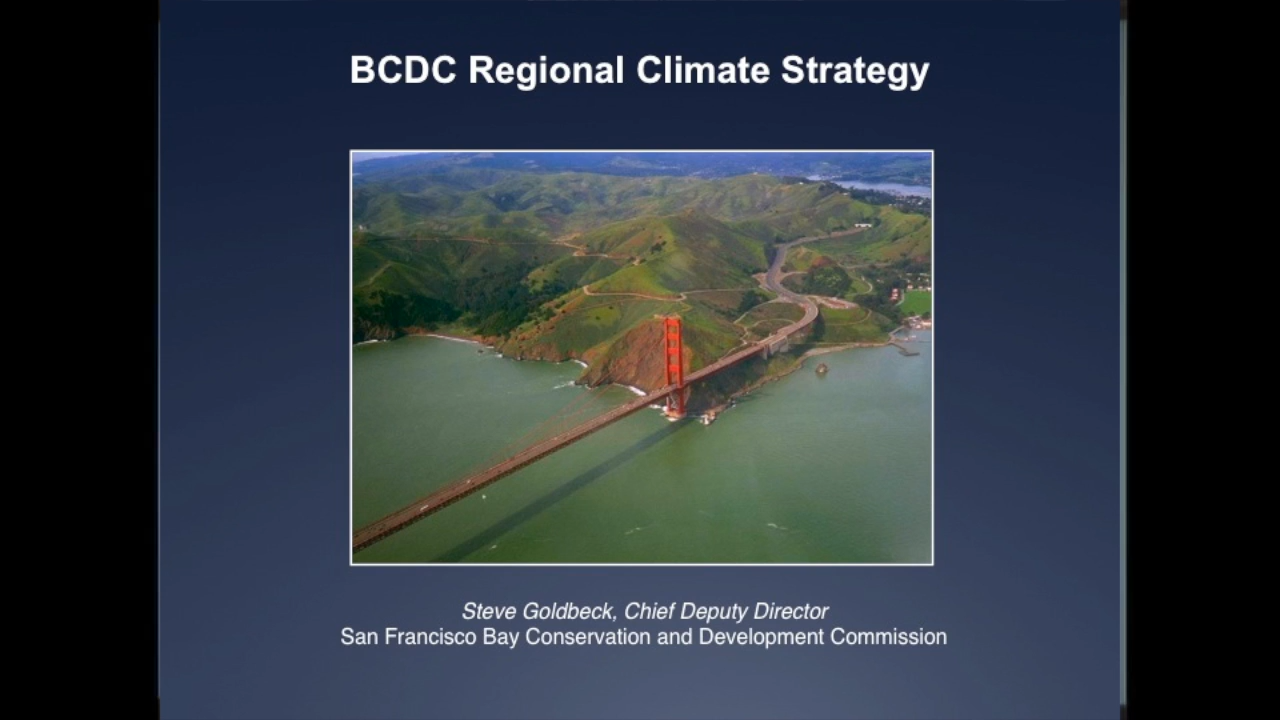 BCDC Regional Climate Strategy
Steve Goldbeck, Chief Deputy Director
San Francisco Bay Conservation and Development Commission